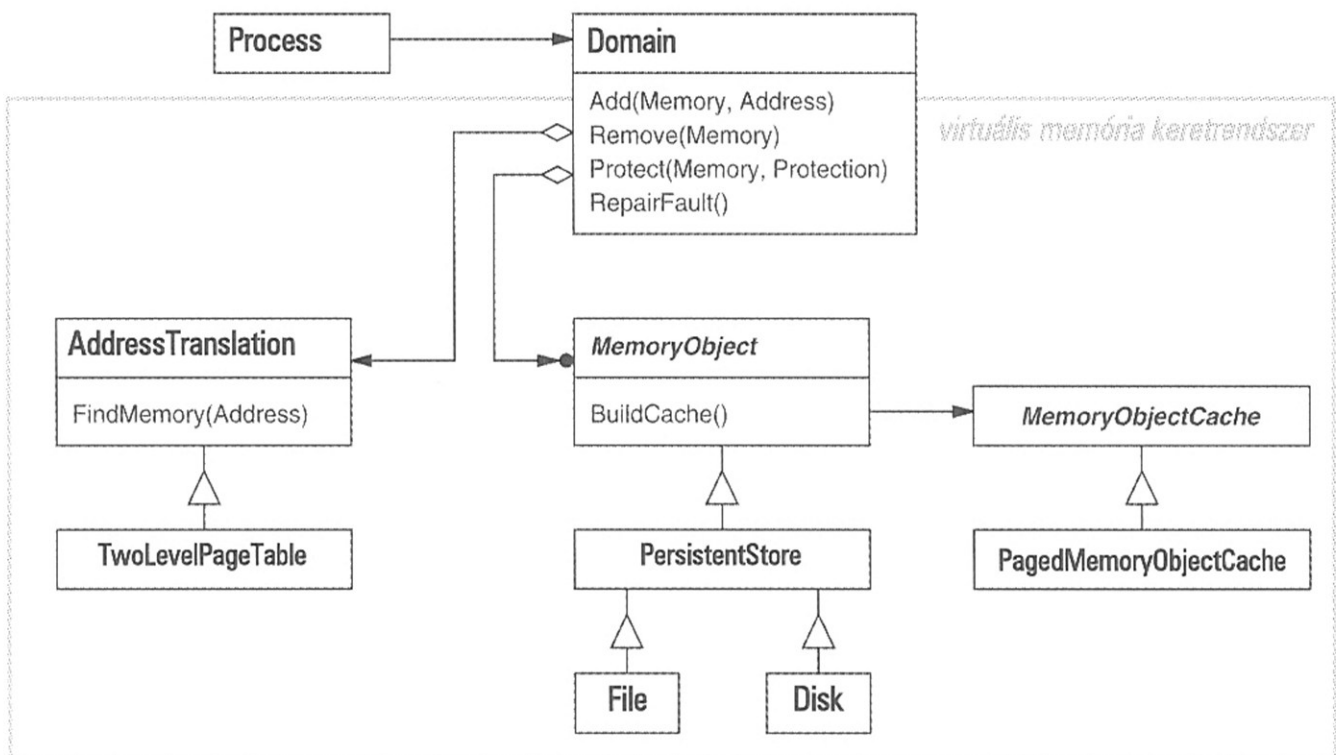 Process
Domain
Add(Memory, Address)
Remove(Memory)
Protect(Memory, Protection)
RepairFault()
virtuális memória keretrendszer
AddressTranslation
FindMemory(Address)
MemoryObject
BuildCache()
MemoryObjectCache
TwoLevelPageTable
PersistentStore
PagedMemoryObjectCache
File
Disk